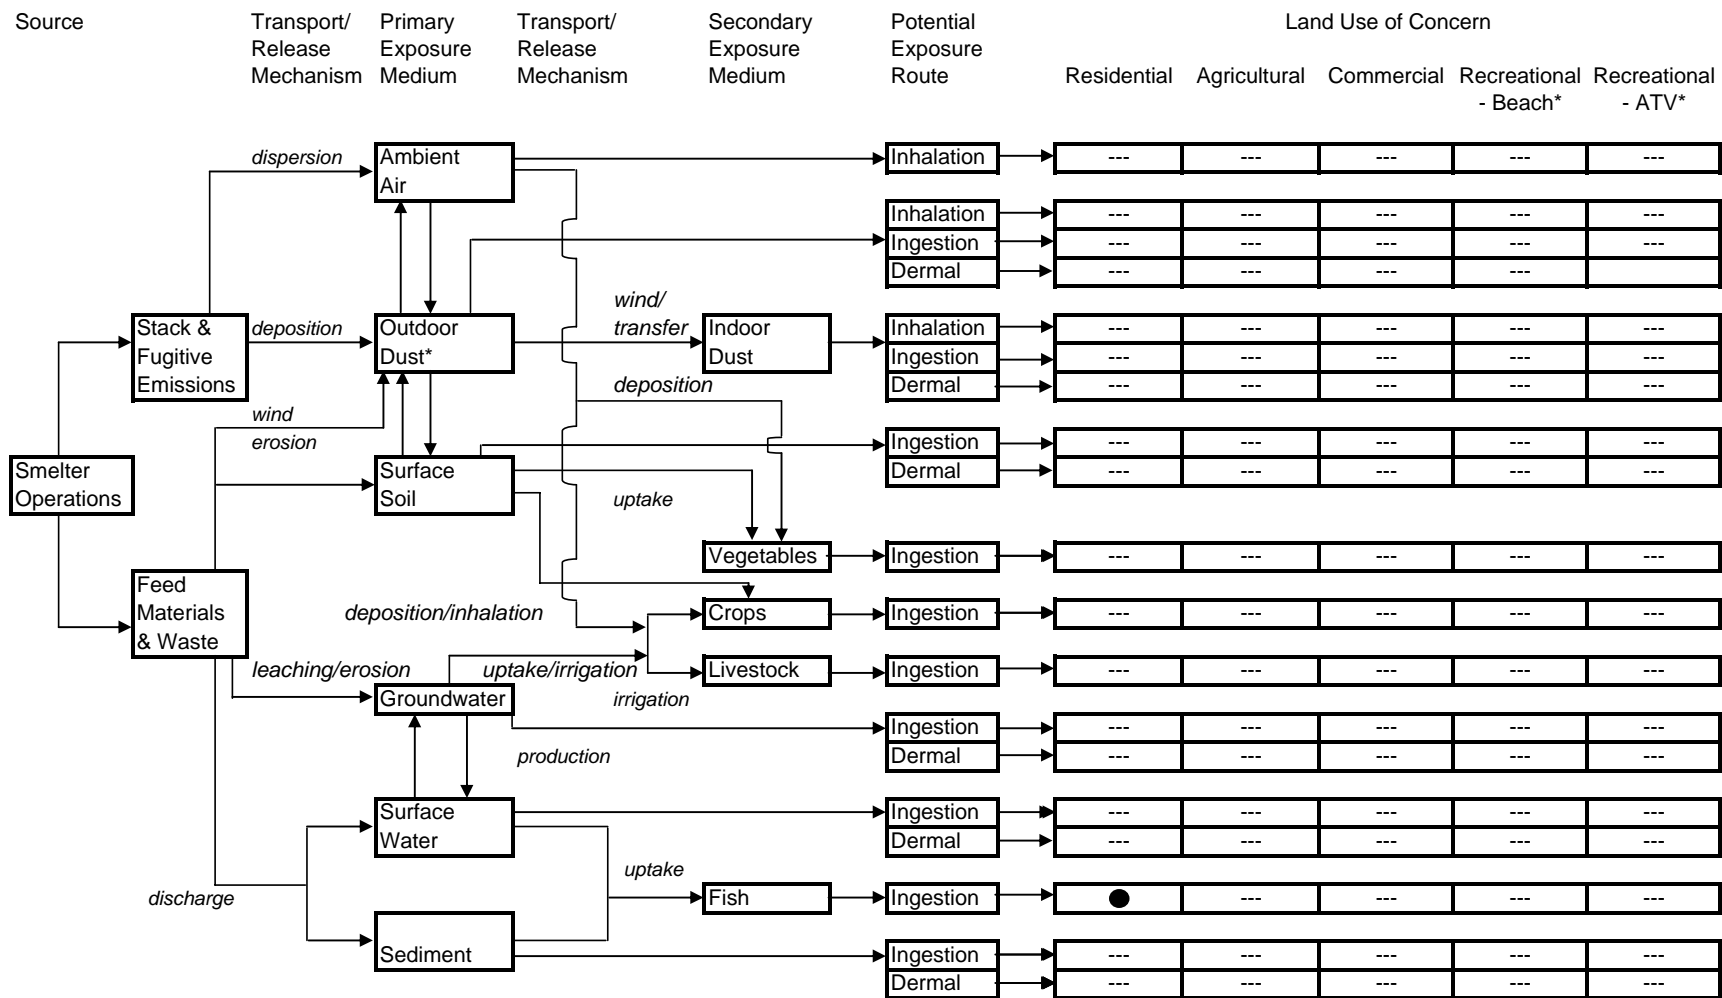 Source Transport/ Primary Transport/ Secondary Potential Land Use of Concern
Release Exposure Release Exposure Exposure
Mechanism Medium Mechanism Medium Route Residential Agricultural Commercial Recreational Recreational
- Beach* - ATV*
dispersion Ambient Inhalation --- --- --- --- ---
Air
Inhalation --- --- --- --- ---
Ingestion --- --- --- --- ---
Dermal --- --- --- ---
wind/
Stack & deposition Outdoor transfer Indoor Inhalation --- --- --- --- ---
Fugitive Dust* Dust Ingestion --- --- --- --- ---
Emissions deposition Dermal --- --- --- --- ---
wind
erosion Ingestion --- --- --- --- ---
Smelter Surface Dermal --- --- --- --- ---
Operations Soil uptake
Vegetables Ingestion --- --- --- --- ---
Feed
Materials deposition/inhalation Crops Ingestion --- --- --- --- ---
& Waste
leaching/erosion uptake/irrigation Livestock Ingestion --- --- --- --- ---
Groundwater irrigation
Ingestion --- --- --- --- ---
production Dermal --- --- --- --- ---
Surface Ingestion --- --- --- --- ---
Water Dermal --- --- --- --- ---
uptake
discharge Fish Ingestion ● --- --- --- ---
Sediment Ingestion --- --- --- --- ---
Dermal --- --- --- --- ---